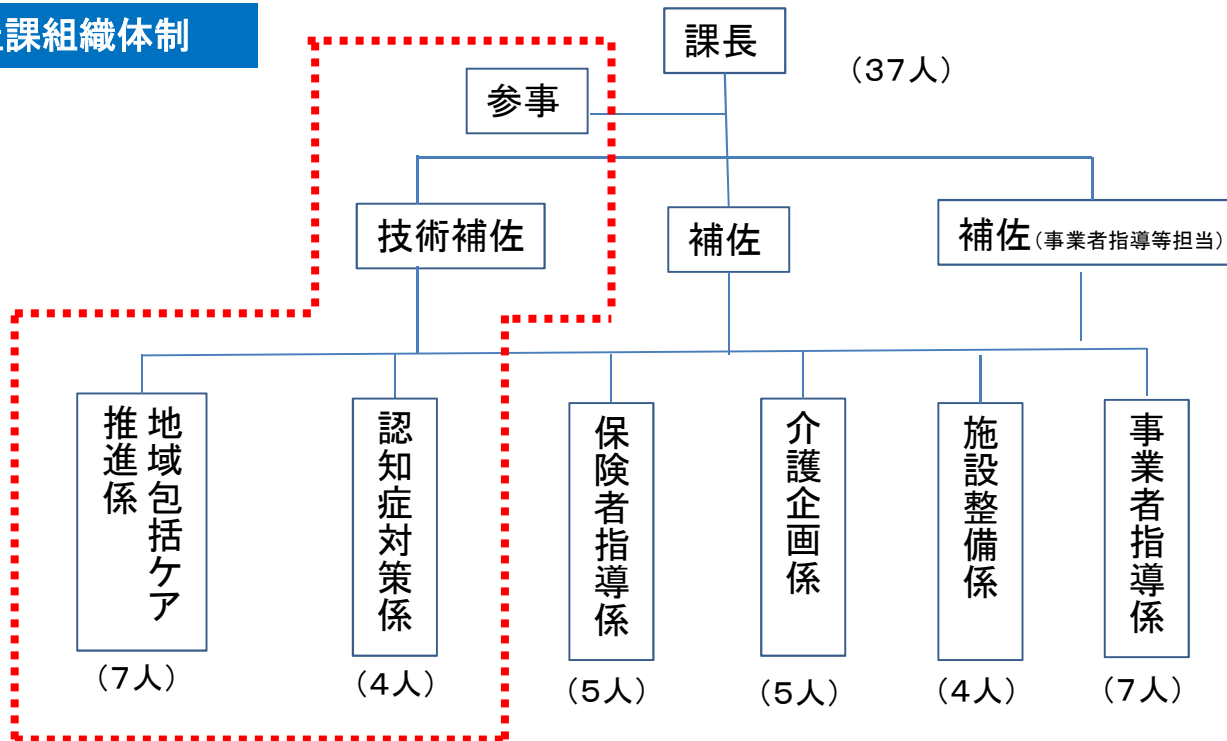 課組織体制
課長
(37人)
参事
技術補佐
補佐
補佐(事業者指導等担当)
地域包括ケア
推進係
認知症対策係
保険者指導係
介護企画係
施設整備係
事業者指導係
(7人)
(4人)
(5人)
(5人)
(4人)
(7人)